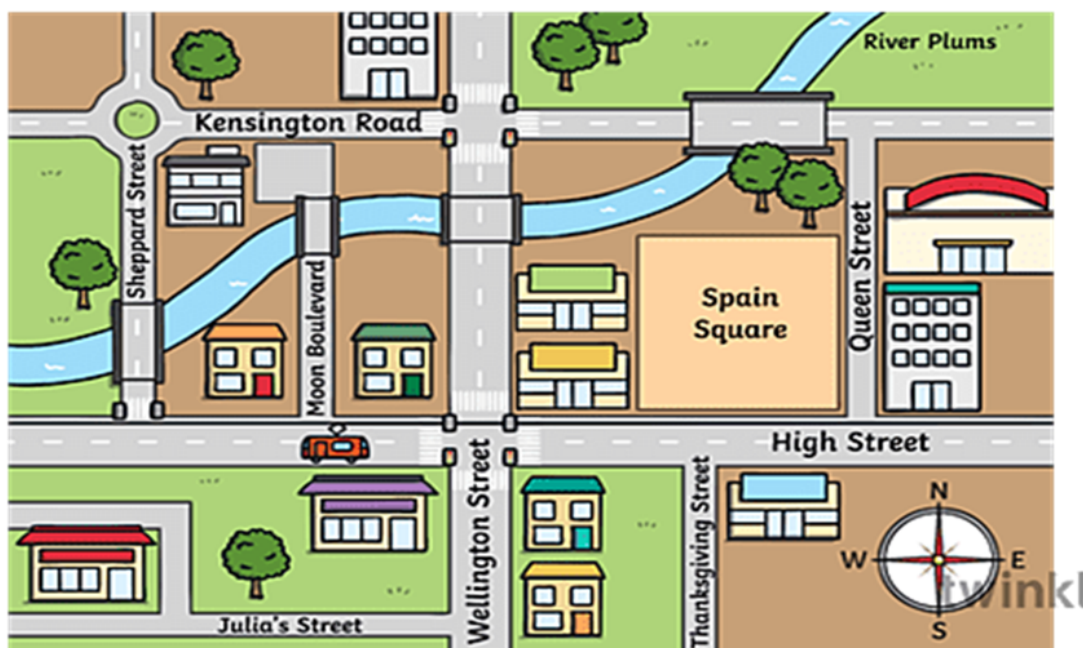 River Plums
Kensington Road
Sheppard Street
Queen Street
Moon Boulevard
Spain
Square
High Street
Wellington Street
Thanksgiving Street
N
W
E
S
Julia's Street
twinkl